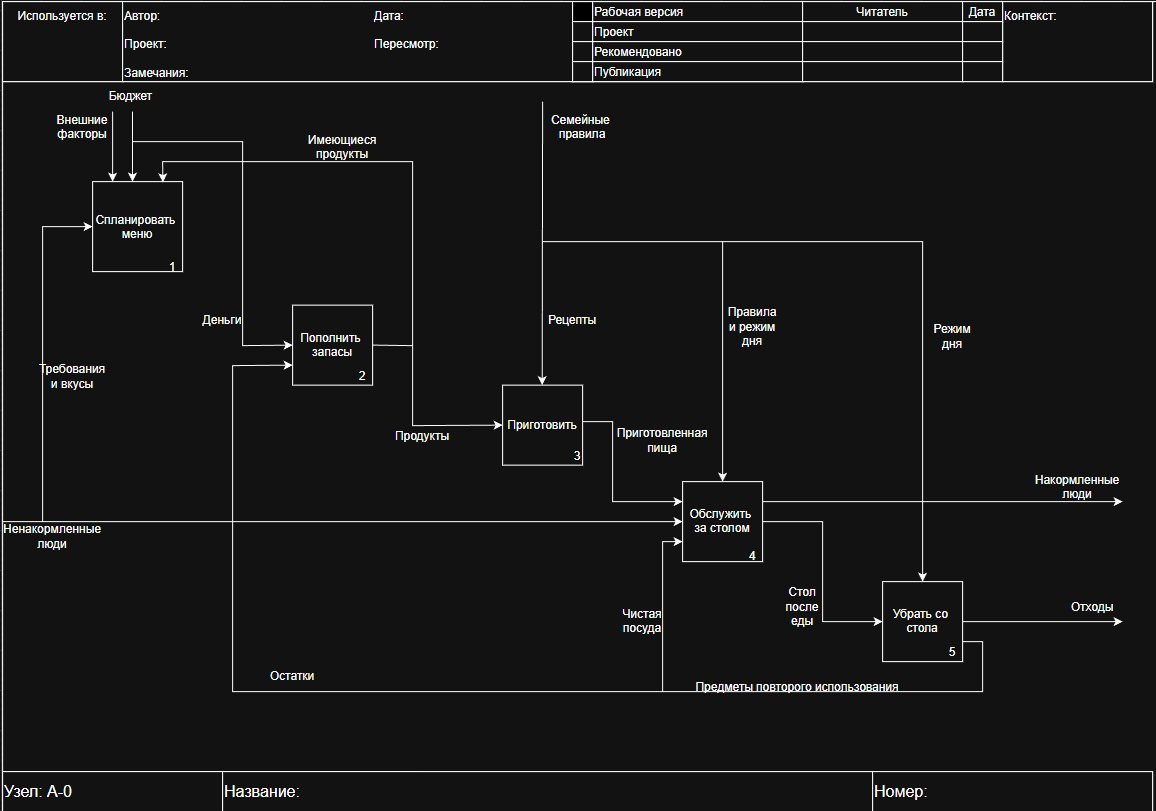 Используется в:
Автор:
Дата:
Рабочая версия
Читатель
Дата
Контекст:
Проект:
Пересмотр:
Проект
Рекомендовано
Замечания:
Публикация
Бюджет
Внешние
факторы
Имеющиеся
продукты
Семейные
правила
Спланировать
меню
1
Деньги
Пополнить
запасы
2
Рецепты
Правила
и режим
дня
Режим
дня
Требования
и вкусы
Продукты
Приготовить
3
Приготовленная
пища
Накормленные
люди
Ненакормленные
люди
Обслужить
за столом
4
Чистая
посуда
Стол
после
еды
Убрать со
стола
5
Отходы
Остатки
Предметы повторого использования
Узел: А-0
Название:
Номер: